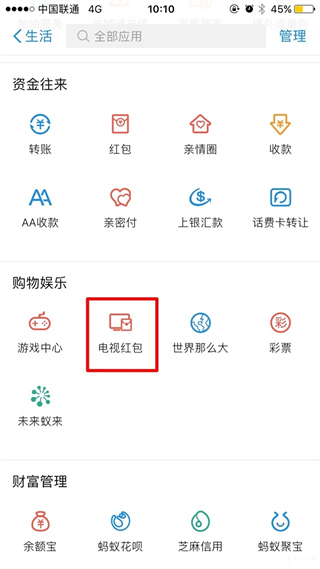 中国联通 4G 10:10 45%
生活 全部应用 管理
资金往来
转账 红包 亲情圈 收款
AA收款 亲密付 上银汇款 话费卡转让
购物娱乐
游戏中心 电视红包 世界那么大 彩票
未来蚁来
财富管理
余额宝 蚂蚁花呗 芝麻信用 蚂蚁聚宝